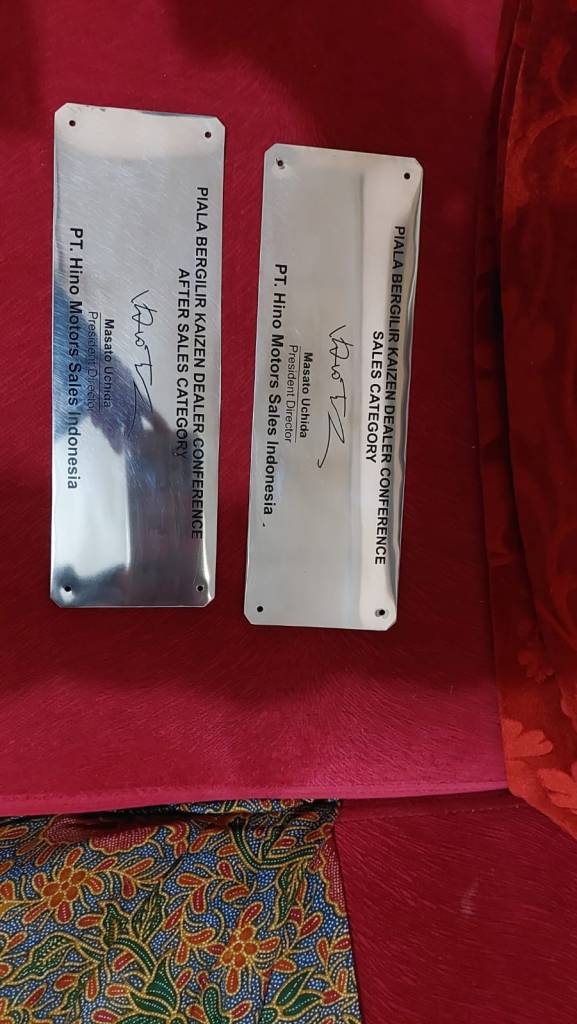 PIALA BERGILIR KAIZEN DEALER CONFERENCE
SALES CATEGORY
Masato Uchida
President Director
PT. Hino Motors Sales Indonesia
PIALA BERGILIR KAIZEN DEALER CONFERENCE
AFTER SALES CATEGORY
Masato Uchida
President Director
PT. Hino Motors Sales Indonesia